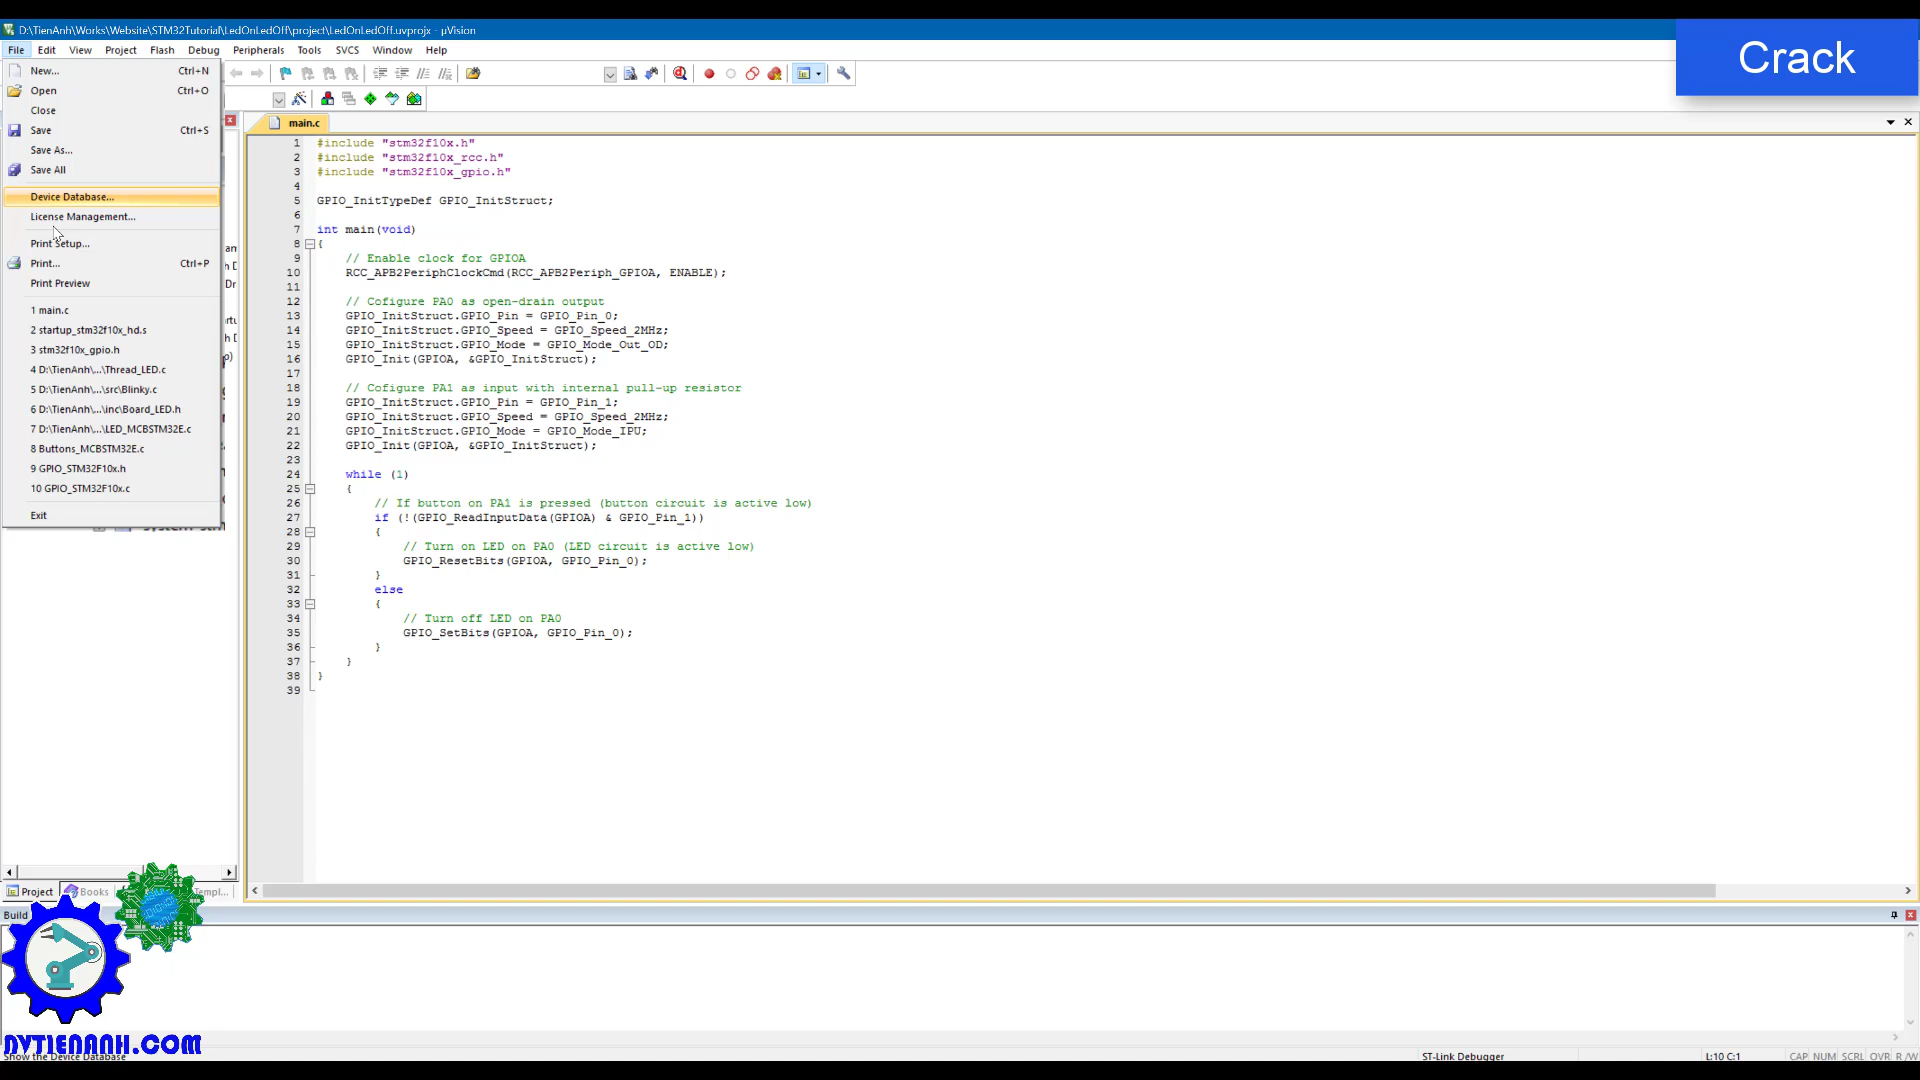 D:\TienAnh\Works\Website\STM32Tutorial\LedOnLedOff\project\LedOnLedOff.uvprojx - µVision
Crack
File Edit View Project Flash Debug Peripherals Tools SVCS Window Help
New... Ctrl+N
Open Ctrl+O
Close
Save Ctrl+S
Save As...
Save All
Device Database...
License Management...
Print Setup...
Print... Ctrl+P
Print Preview
1 main.c
2 startup_stm32f10x_hd.s
3 stm32f10x_gpio.h
4 D:\TienAnh\...\Thread_LED.c
5 D:\TienAnh\...\src\Blinky.c
6 D:\TienAnh\...\inc\Board_LED.h
7 D:\TienAnh\...\LED_MCBSTM32E.c
8 Buttons_MCBSTM32E.c
9 GPIO_STM32F10x.h
10 GPIO_STM32F10x.c
Exit
main.c
1 #include "stm32f10x.h"
2 #include "stm32f10x_rcc.h"
3 #include "stm32f10x_gpio.h"
4
5 GPIO_InitTypeDef GPIO_InitStruct;
6
7 int main(void)
8 {
9 // Enable clock for GPIOA
10 RCC_APB2PeriphClockCmd(RCC_APB2Periph_GPIOA, ENABLE);
11
12 // Cofigure PA0 as open-drain output
13 GPIO_InitStruct.GPIO_Pin = GPIO_Pin_0;
14 GPIO_InitStruct.GPIO_Speed = GPIO_Speed_2MHz;
15 GPIO_InitStruct.GPIO_Mode = GPIO_Mode_Out_OD;
16 GPIO_Init(GPIOA, &GPIO_InitStruct);
17
18 // Cofigure PA1 as input with internal pull-up resistor
19 GPIO_InitStruct.GPIO_Pin = GPIO_Pin_1;
20 GPIO_InitStruct.GPIO_Speed = GPIO_Speed_2MHz;
21 GPIO_InitStruct.GPIO_Mode = GPIO_Mode_IPU;
22 GPIO_Init(GPIOA, &GPIO_InitStruct);
23
24 while (1)
25 {
26 // If button on PA1 is pressed (button circuit is active low)
27 if (!(GPIO_ReadInputData(GPIOA) & GPIO_Pin_1))
28 {
29 // Turn on LED on PA0 (LED circuit is active low)
30 GPIO_ResetBits(GPIOA, GPIO_Pin_0);
31 }
32 else
33 {
34 // Turn off LED on PA0
35 GPIO_SetBits(GPIOA, GPIO_Pin_0);
36 }
37 }
38 }
39
Project Books Templ...
Build
NVTIENANH.COM
Show the Device Database
ST-Link Debugger L:10 C:1 CAP NUM SCRL OVR R/W